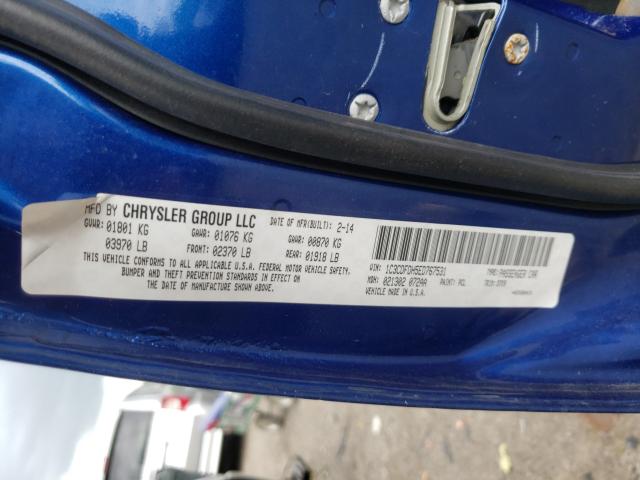 MFD BY CHRYSLER GROUP LLC
DATE OF MFR(BUILT): 2-14
GVWR: 01801 KG
GAWR: 01076 KG
GAWR: 00870 KG
03970 LB
FRONT: 02370 LB
REAR: 01918 LB
THIS VEHICLE CONFORMS TO ALL APPLICABLE U.S.A. FEDERAL MOTOR VEHICLE SAFETY,
BUMPER AND THEFT PREVENTION STANDARDS IN EFFECT ON
THE DATE OF MANUFACTURE SHOWN ABOVE.
VIN: 1C3CDFDH5ED767531
TYPE: PASSENGER CAR
MDH: 021302 072AA
PAINT: PCL
TRIM:
VEHICLE MADE IN U.S.A.